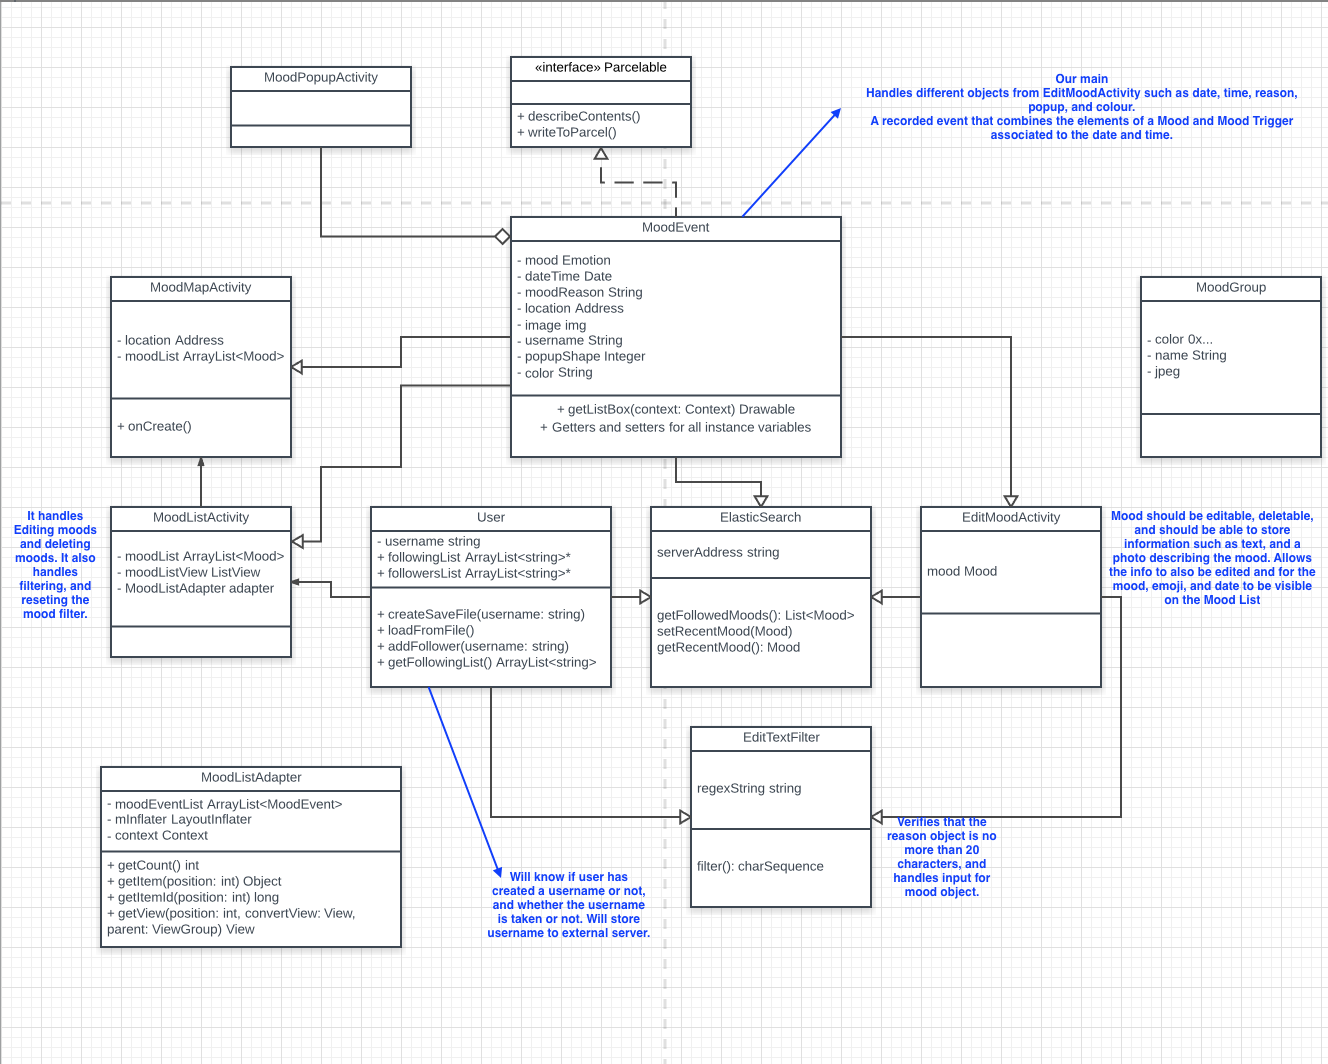 MoodPopupActivity
«interface» Parcelable
+ describeContents()
+ writeToParcel()
Our main
Handles different objects from EditMoodActivity such as date, time, reason,
popup, and colour.
A recorded event that combines the elements of a Mood and Mood Trigger
associated to the date and time.
MoodEvent
- mood Emotion
- dateTime Date
- moodReason String
- location Address
- image img
- username String
- popupShape Integer
- color String
+ getListBox(context: Context) Drawable
+ Getters and setters for all instance variables
MoodMapActivity
- location Address
- moodList ArrayList<Mood>
+ onCreate()
MoodGroup
- color 0x...
- name String
- jpeg
It handles
Editing moods
and deleting
moods. It also
handles
filtering, and
reseting the
mood filter.
MoodListActivity
- moodList ArrayList<Mood>
- moodListView ListView
- MoodListAdapter adapter
User
- username string
+ followingList ArrayList<string>*
+ followersList ArrayList<string>*
+ createSaveFile(username: string)
+ loadFromFile()
+ addFollower(username: string)
+ getFollowingList() ArrayList<string>
ElasticSearch
serverAddress string
getFollowedMoods(): List<Mood>
setRecentMood(Mood)
getRecentMood(): Mood
EditMoodActivity
mood Mood
Mood should be editable, deletable,
and should be able to store
information such as text, and a
photo describing the mood. Allows
the info to also be edited and for the
mood, emoji, and date to be visible
on the Mood List
EditTextFilter
regexString string
filter(): charSequence
Verifies that the
reason object is no
more than 20
characters, and
handles input for
mood object.
MoodListAdapter
- moodEventList ArrayList<MoodEvent>
- mInflater LayoutInflater
- context Context
+ getCount() int
+ getItem(position: int) Object
+ getItemId(position: int) long
+ getView(position: int, convertView: View,
parent: ViewGroup) View
Will know if user has
created a username or not,
and whether the username
is taken or not. Will store
username to external server.